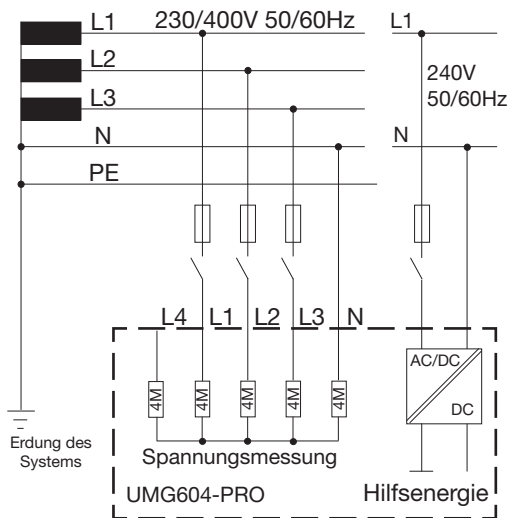 L1 230/400V 50/60Hz
L1
L2
240V
50/60Hz
L3
N
N
PE
L4 L1 L2 L3 N
AC/DC
DC
4M 4M 4M 4M 4M
Erdung des
Systems
Spannungsmessung
UMG604-PRO
Hilfsenergie